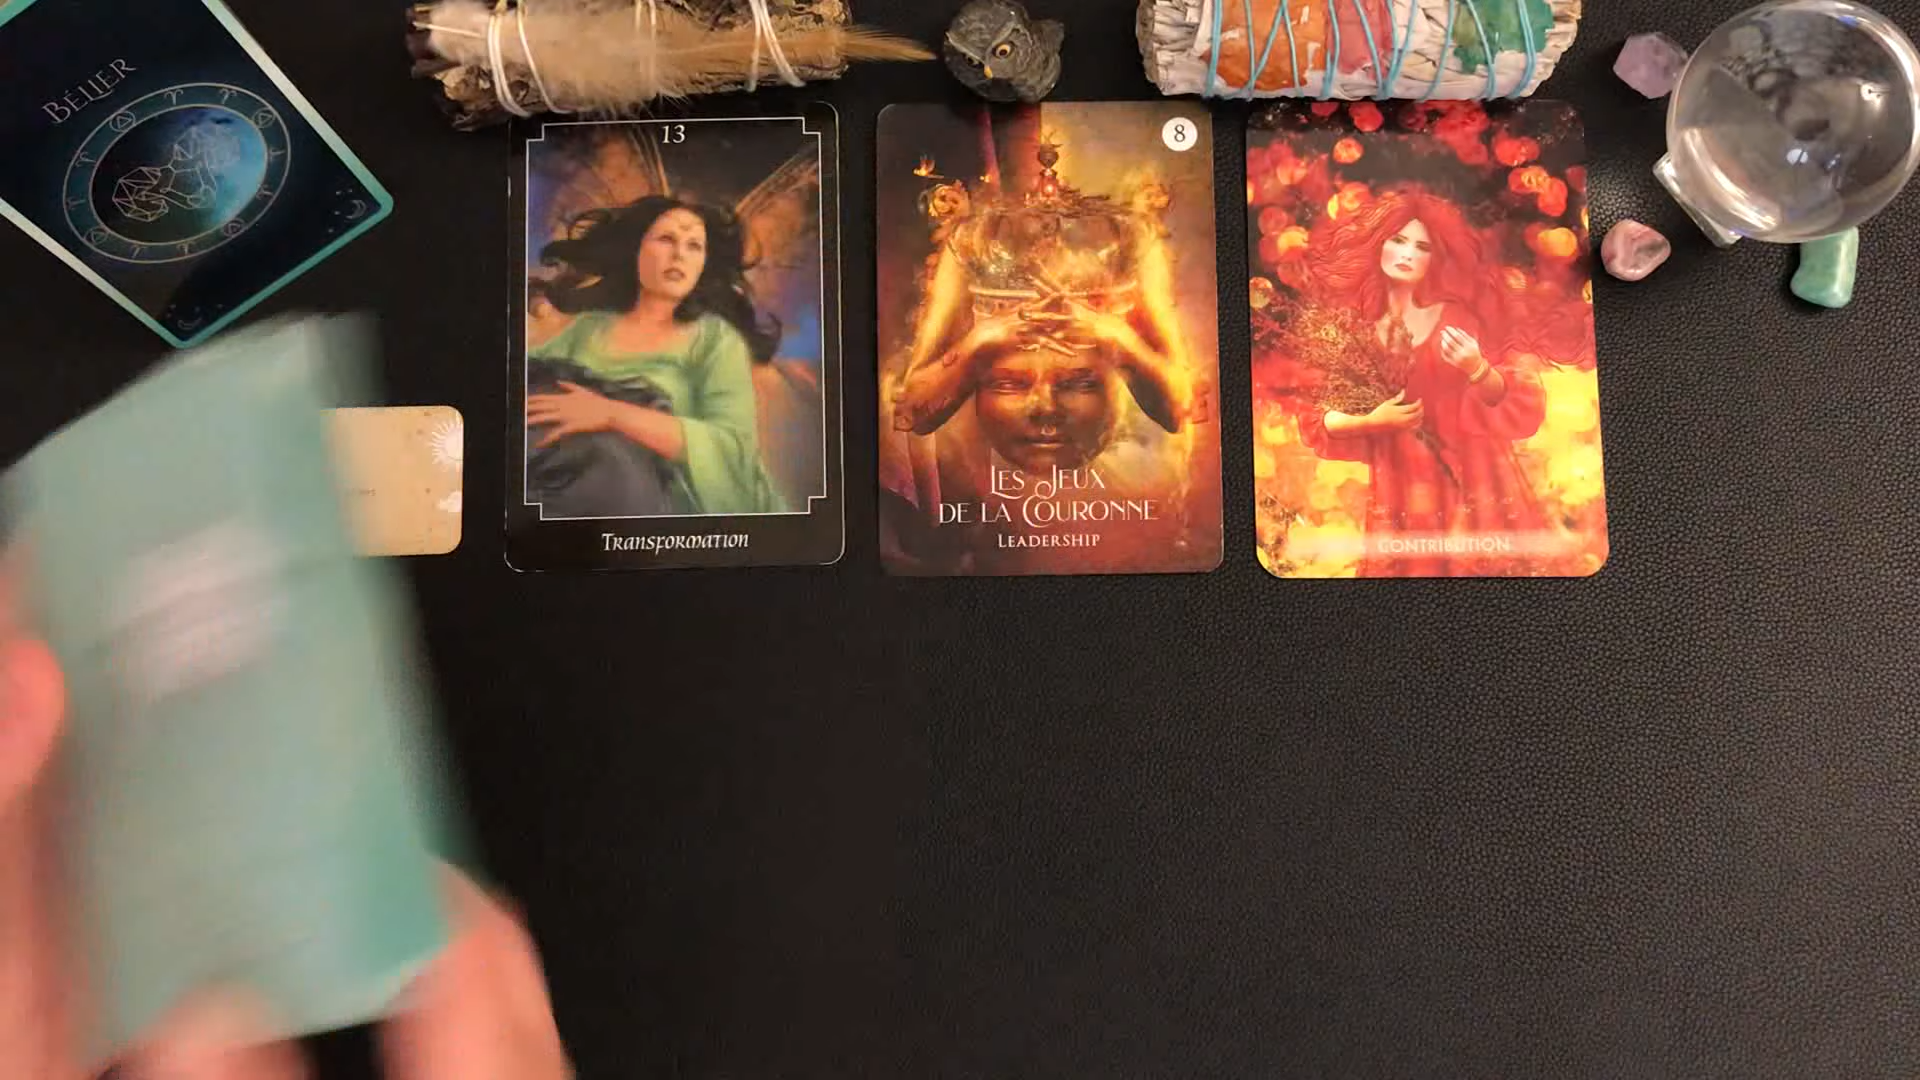 BÉLIER
13
TRANSFORMATION
8
LES JEUX
DE LA COURONNE
LEADERSHIP
CONTRIBUTION